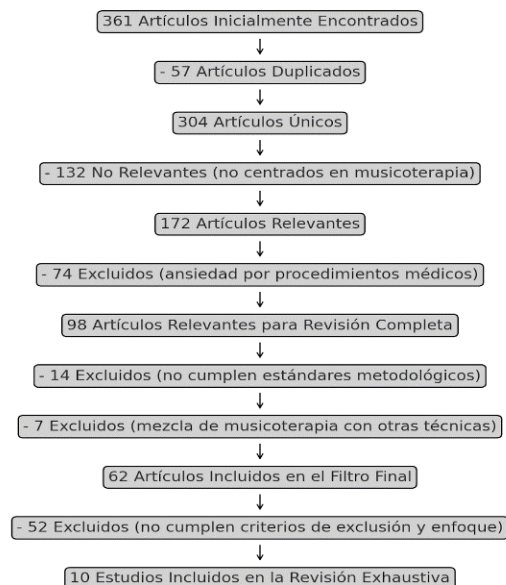 361 Artículos Inicialmente Encontrados
- 57 Artículos Duplicados
304 Artículos Únicos
- 132 No Relevantes (no centrados en musicoterapia)
172 Artículos Relevantes
- 74 Excluidos (ansiedad por procedimientos médicos)
98 Artículos Relevantes para Revisión Completa
- 14 Excluidos (no cumplen estándares metodológicos)
- 7 Excluidos (mezcla de musicoterapia con otras técnicas)
62 Artículos Incluidos en el Filtro Final
- 52 Excluidos (no cumplen criterios de exclusión y enfoque)
10 Estudios Incluidos en la Revisión Exhaustiva